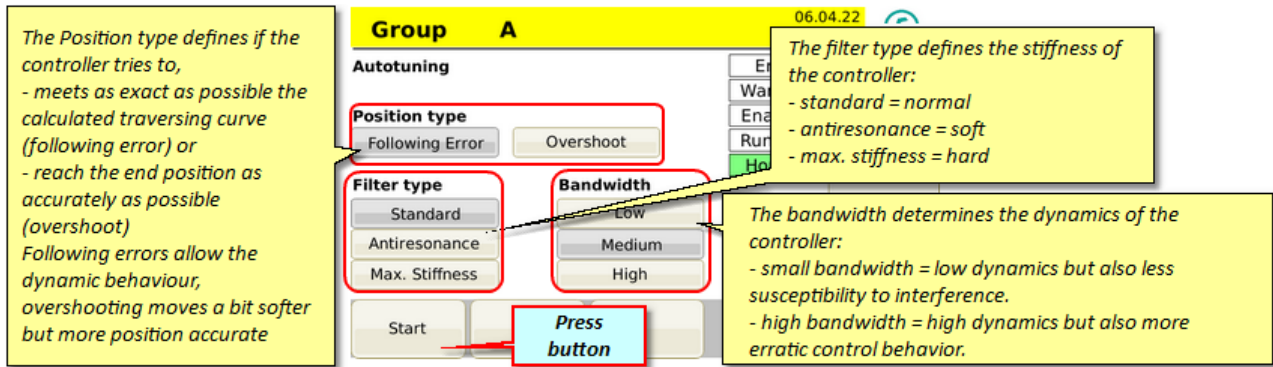 The Position type defines if the
controller tries to,
- meets as exact as possible the
calculated traversing curve
(following error) or
- reach the end position as
accurately as possible
(overshoot)
Following errors allow the
dynamic behaviour,
overshooting moves a bit softer
but more position accurate
Group A
06.04.22
Autotuning
Position type
Following Error
Overshoot
Filter type
Standard
Antiresonance
Max. Stiffness
Bandwidth
Low
Medium
High
Start
Press
button
The filter type defines the stiffness of
the controller:
- standard = normal
- antiresonance = soft
- max. stiffness = hard
The bandwidth determines the dynamics of the
controller:
- small bandwidth = low dynamics but also less
susceptibility to interference.
- high bandwidth = high dynamics but also more
erratic control behavior.